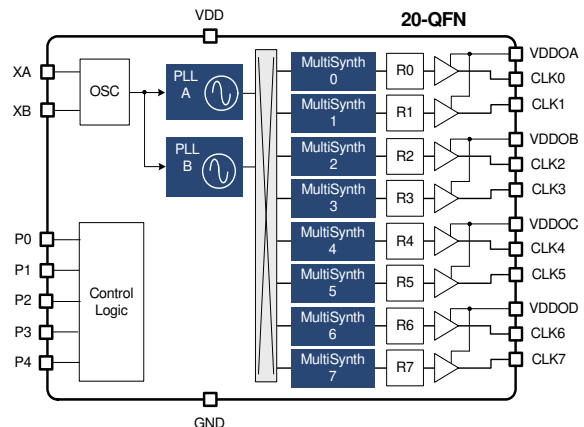 VDD
20-QFN
XA
XB
OSC
PLL
A
PLL
B
MultiSynth
0
R0
MultiSynth
1
R1
MultiSynth
2
R2
MultiSynth
3
R3
MultiSynth
4
R4
MultiSynth
5
R5
MultiSynth
6
R6
MultiSynth
7
R7
VDDOA
CLK0
CLK1
VDDOB
CLK2
CLK3
VDDOC
CLK4
CLK5
VDDOD
CLK6
CLK7
P0
P1
P2
P3
P4
Control
Logic
GND